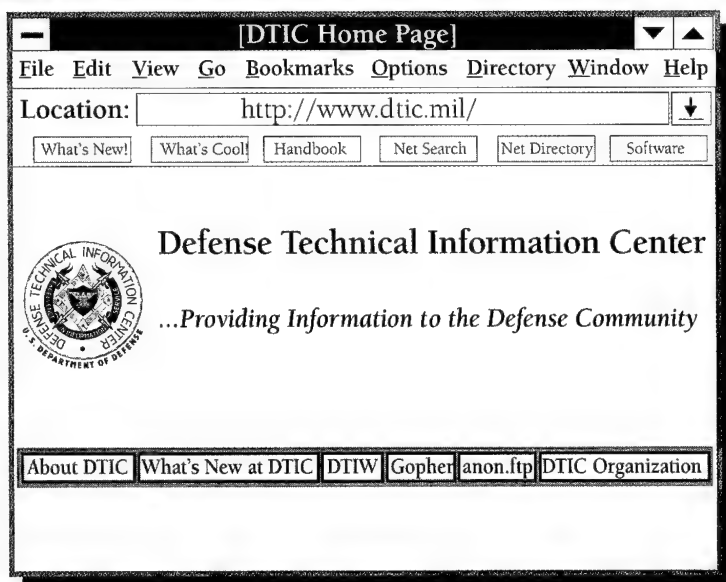 [DTIC Home Page]
File Edit View Go Bookmarks Options Directory Window Help
Location: http://www.dtic.mil/
What's New! What's Cool! Handbook Net Search Net Directory Software
Defense Technical Information Center
...Providing Information to the Defense Community
DEFENSE TECHNICAL INFORMATION CENTER
U.S. DEPARTMENT OF DEFENSE
About DTIC What's New at DTIC DTIW Gopher anon.ftp DTIC Organization